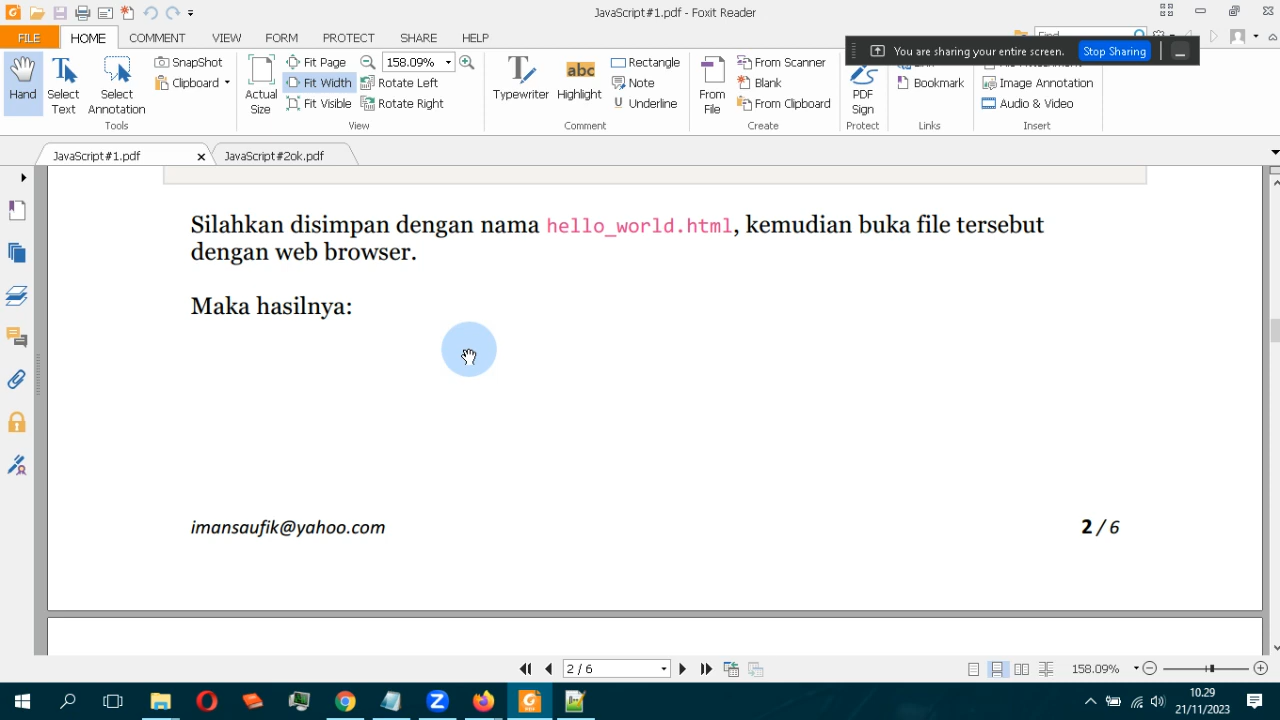 JavaScript#1.pdf - Foxit Reader
FILE HOME COMMENT VIEW FORM PROTECT SHARE HELP
Find
You are sharing your entire screen. Stop Sharing
Hand
Select Text
Select Annotation
SnapShot
Clipboard
Tools
Actual Size
Fit Page
Fit Width
Fit Visible
158.09%
Rotate Left
Rotate Right
View
Typewriter
abc
Highlight
Rectangle
Note
U Underline
Comment
From File
From Scanner
Blank
From Clipboard
Create
PDF Sign
Protect
Bookmark
Links
Image Annotation
Audio & Video
Insert
JavaScript#1.pdf x JavaScript#2ok.pdf
Silahkan disimpan dengan nama hello_world.html, kemudian buka file tersebut
dengan web browser.
Maka hasilnya:
imansaufik@yahoo.com 2 / 6
2 / 6
158.09%
10.29
21/11/2023